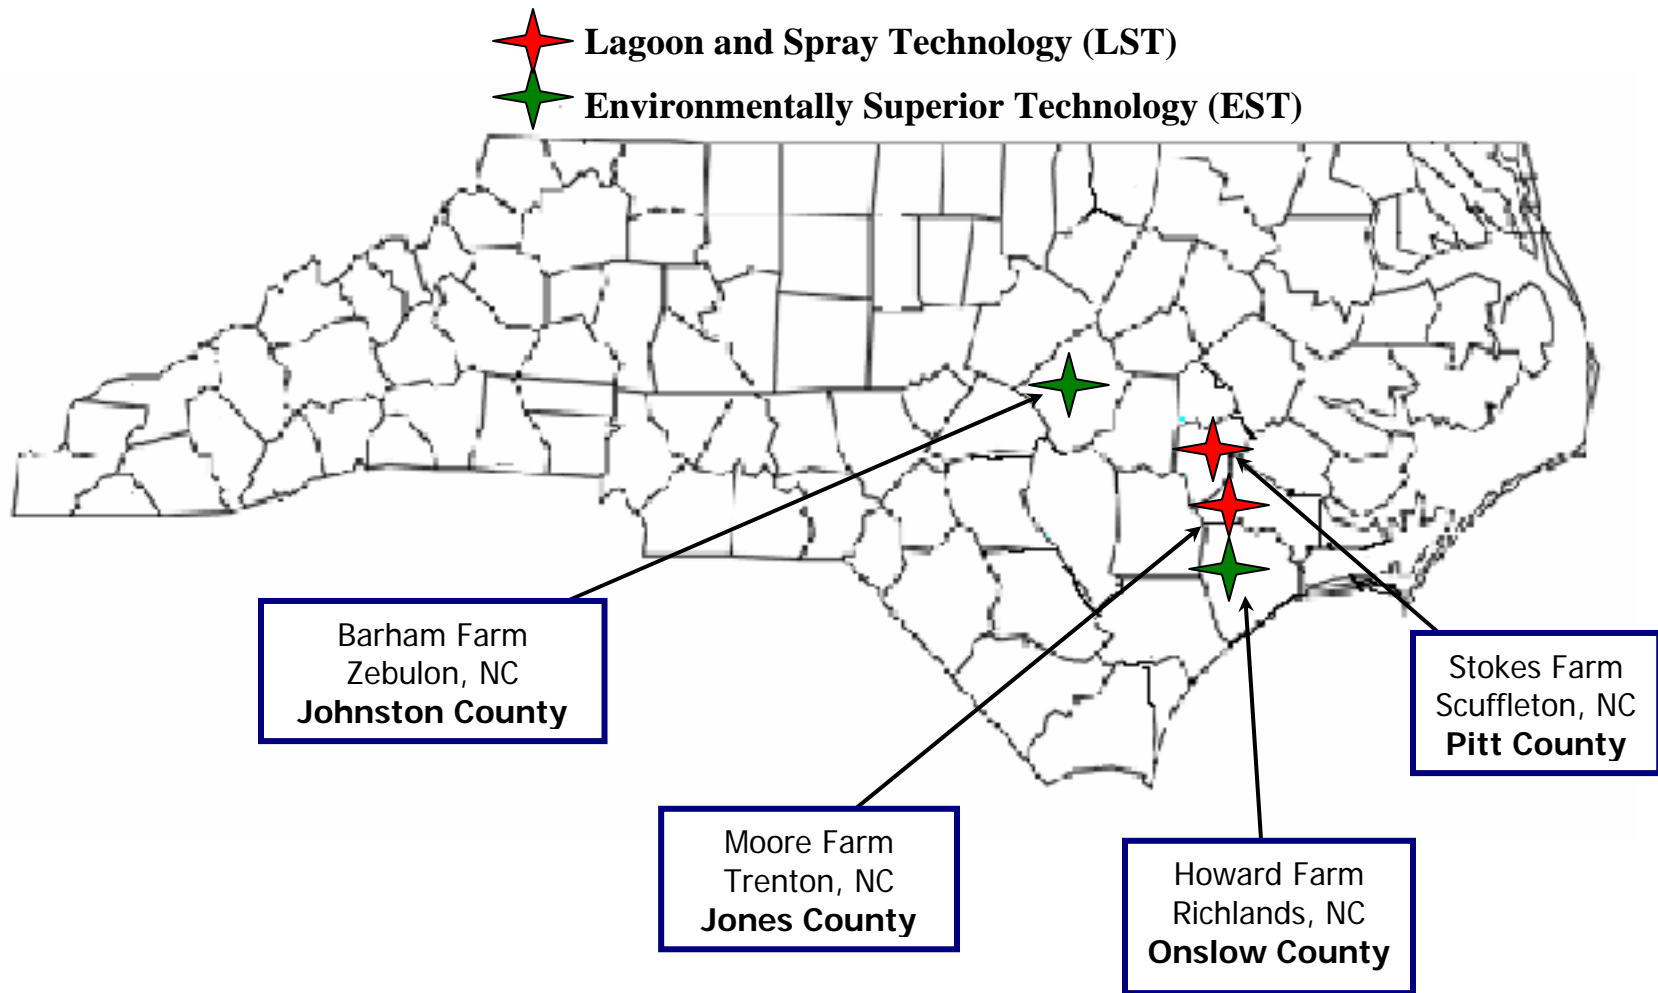 Lagoon and Spray Technology (LST)
Environmentally Superior Technology (EST)
Barham Farm
Zebulon, NC
Johnston County
Stokes Farm
Scuffleton, NC
Pitt County
Moore Farm
Trenton, NC
Jones County
Howard Farm
Richlands, NC
Onslow County